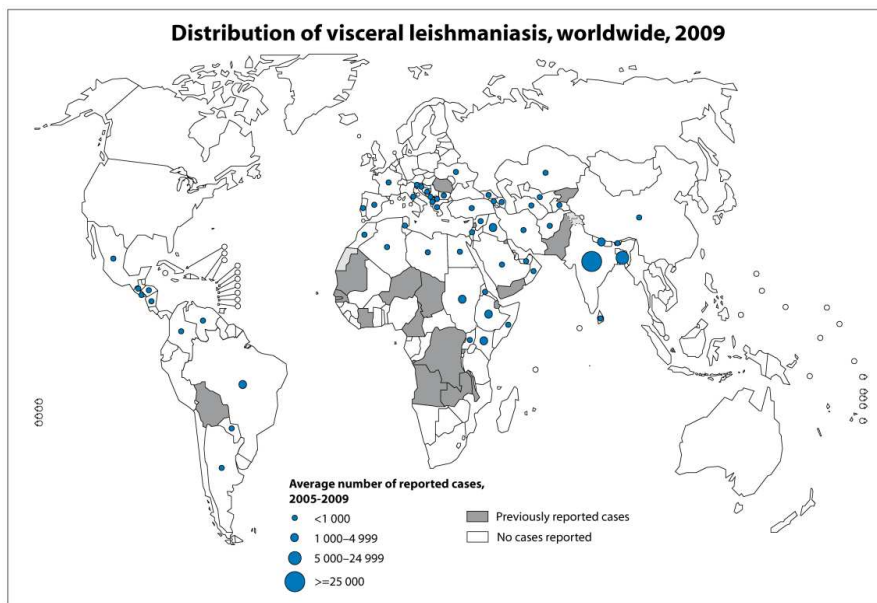 Distribution of visceral leishmaniasis, worldwide, 2009
Average number of reported cases,
2005-2009
<1 000
1 000–4 999
5 000–24 999
>=25 000
Previously reported cases
No cases reported